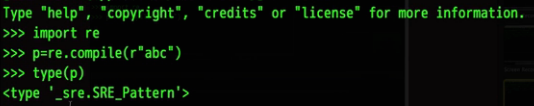 Type "help", "copyright", "credits" or "license" for more information.
>>> import re
>>> p=re.compile(r"abc")
>>> type(p)
<type '_sre.SRE_Pattern'>